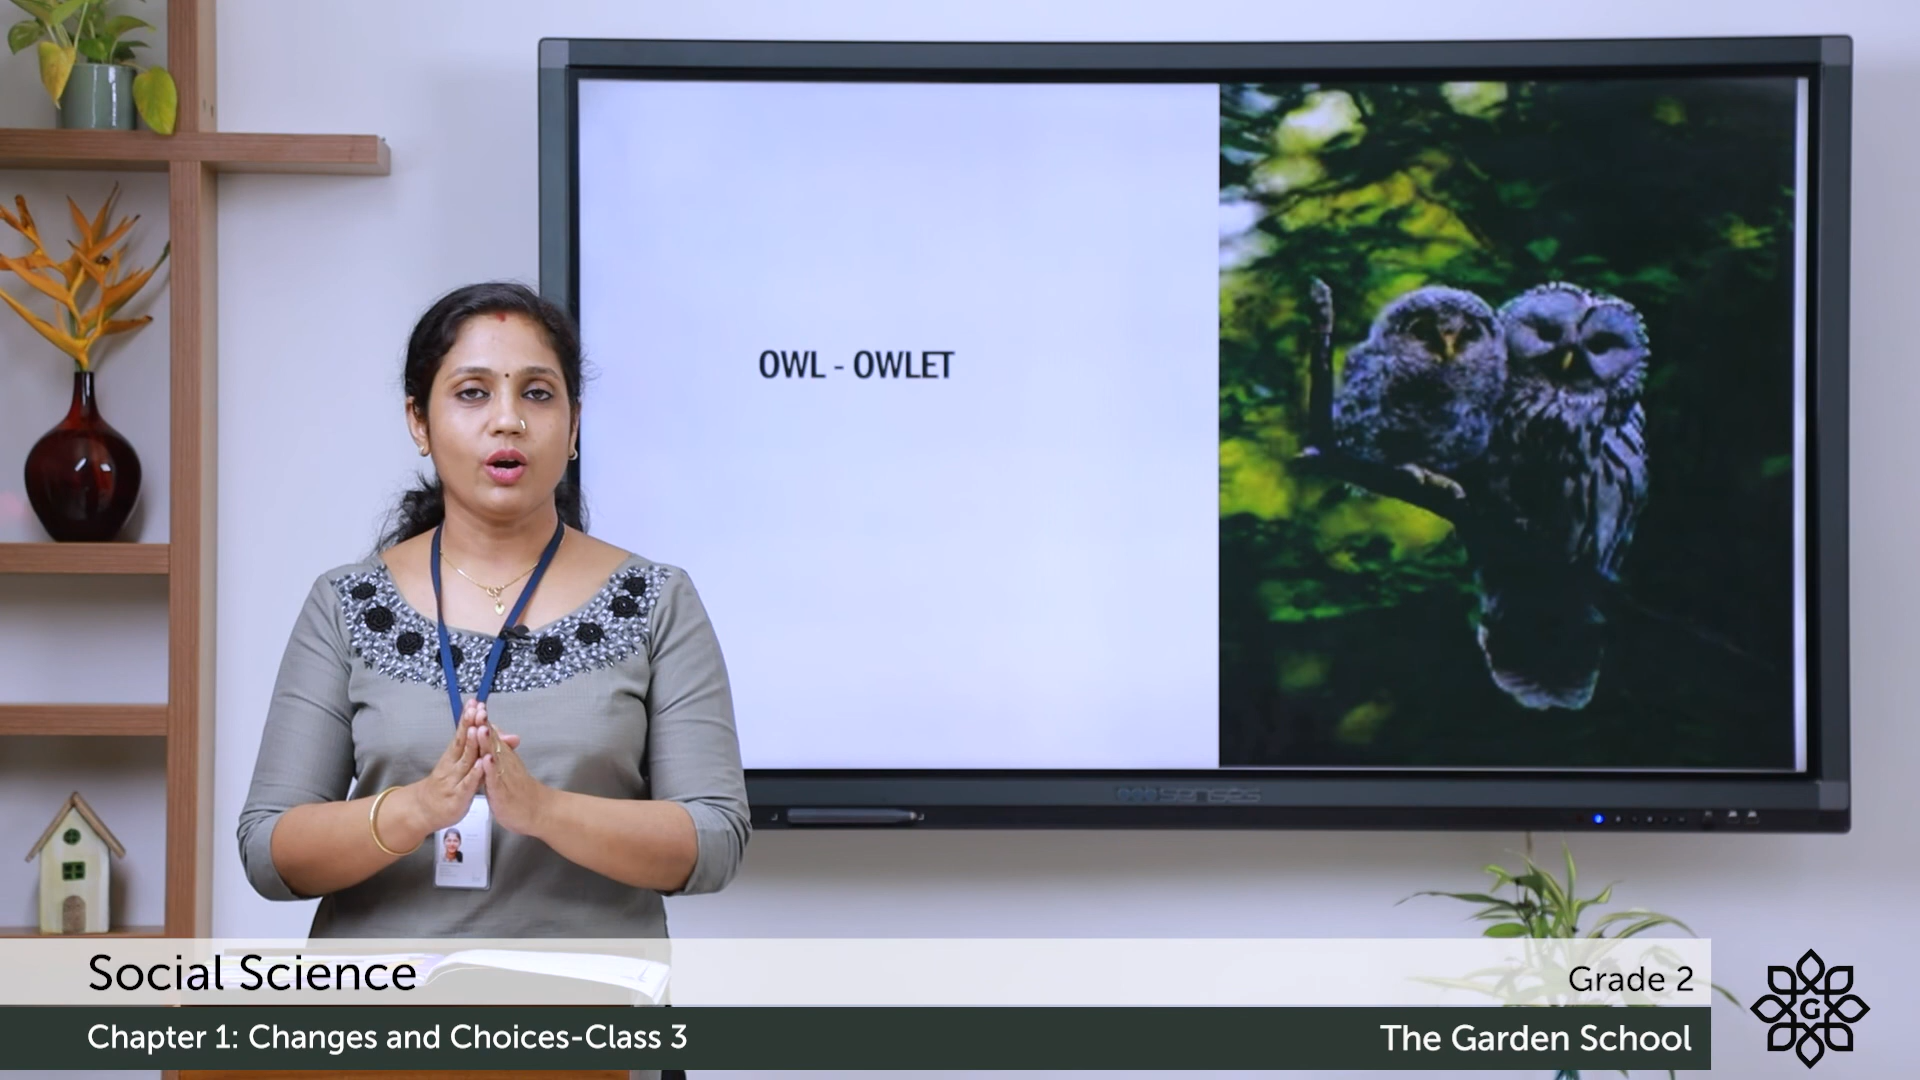 OWL - OWLET
Social Science
Grade 2
Chapter 1: Changes and Choices-Class 3
The Garden School
G